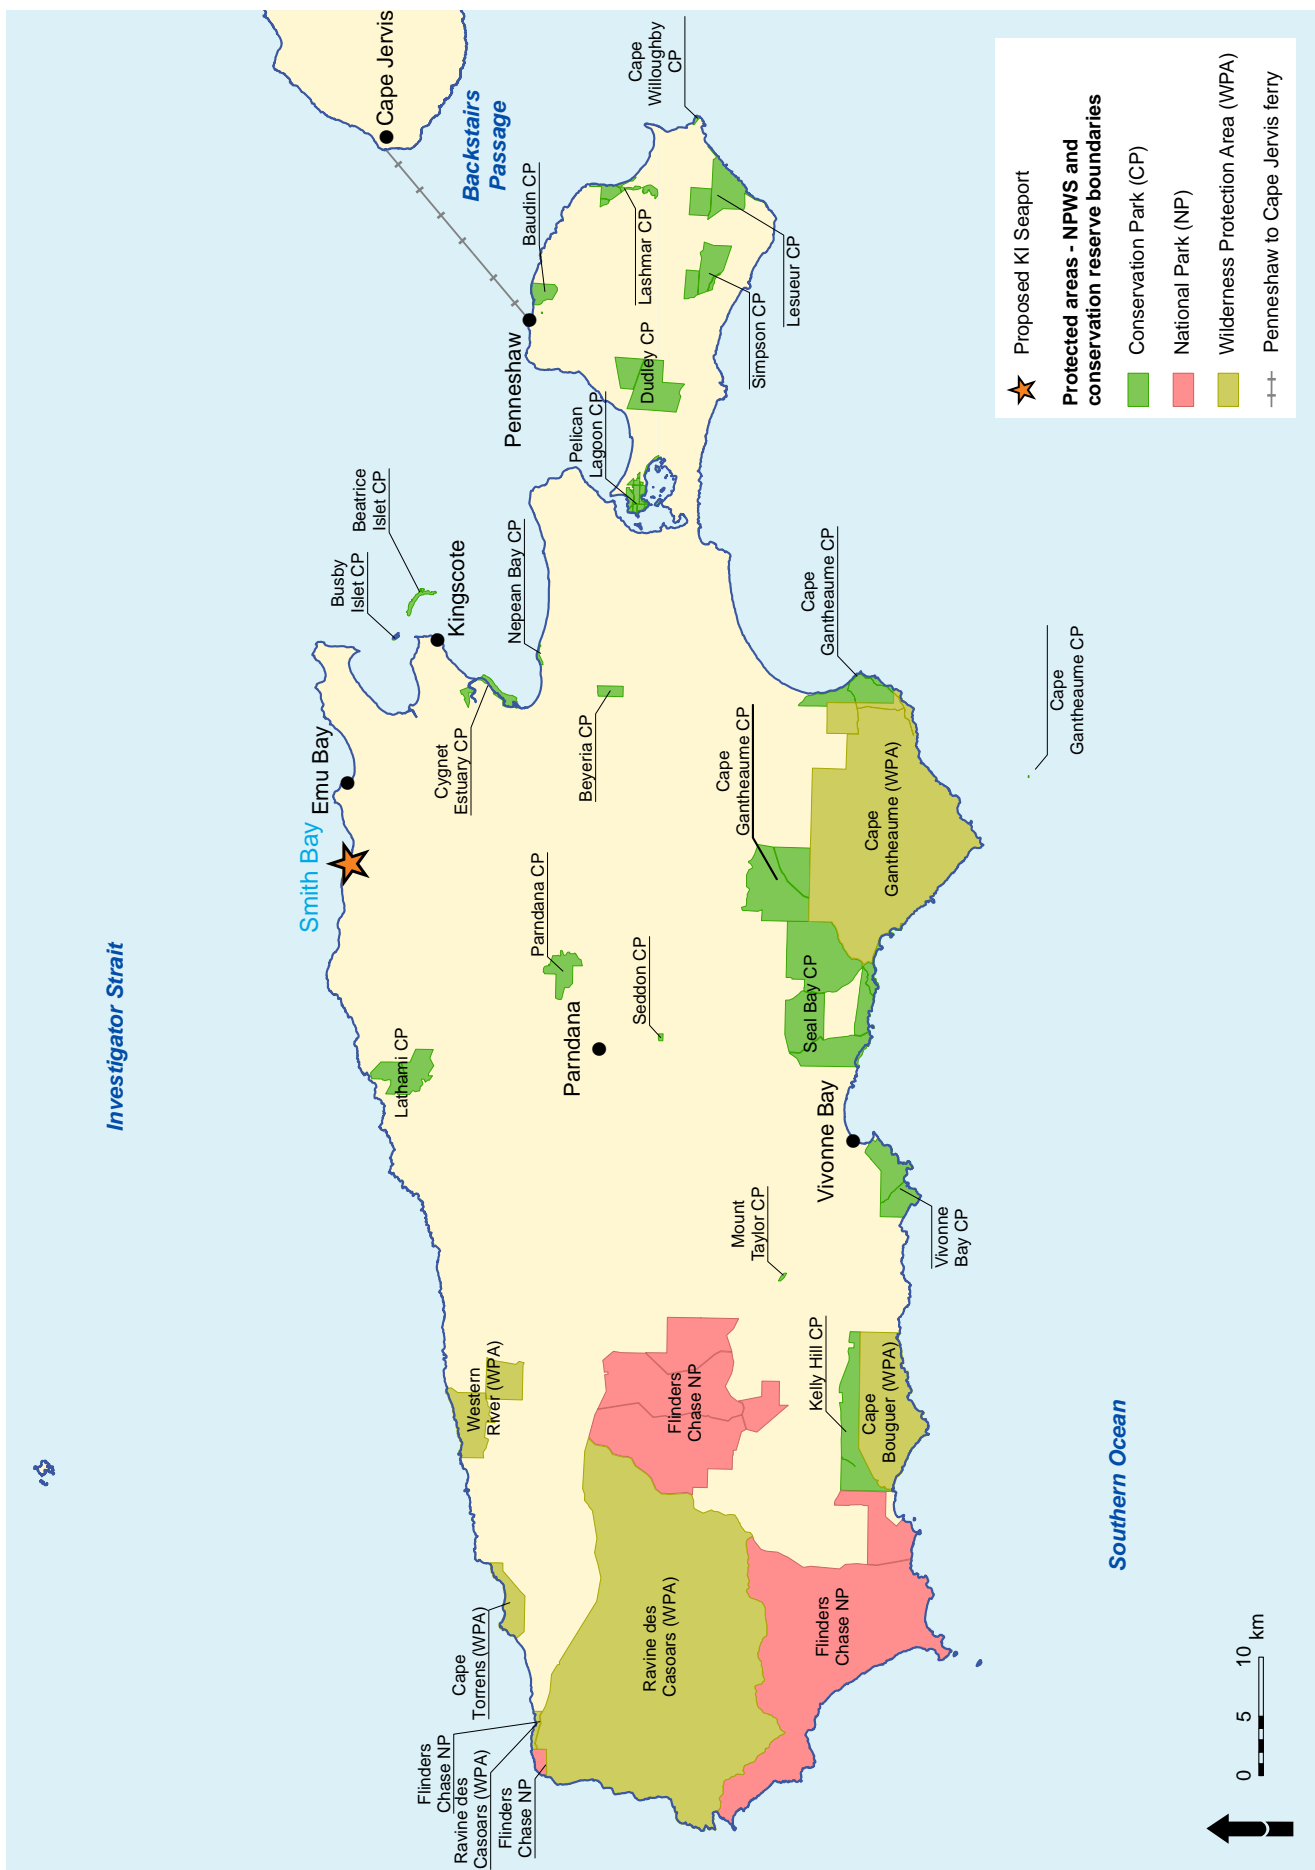 Investigator Strait
Smith Bay
Emu Bay
Busby
Islet CP
Beatrice
Islet CP
Kingscote
Cape Jervis
Backstairs
Passage
Cape
Willoughby
CP
Baudin CP
Penneshaw
Lashmar CP
Dudley CP
Pelican
Lagoon CP
Simpson CP
Lesueur CP
Nepean Bay CP
Cygnet
Estuary CP
Beyeria CP
Lathami CP
Parndana CP
Parndana
Seddon CP
Cape
Gantheaume CP
Cape
Gantheaume CP
Cape
Gantheaume (WPA)
Cape
Gantheaume CP
Seal Bay CP
Vivonne Bay
Vivonne
Bay CP
Mount
Taylor CP
Western
River (WPA)
Flinders
Chase NP
Kelly Hill CP
Cape
Bouguer (WPA)
Cape
Torrens (WPA)
Flinders
Chase NP
Ravine des
Casoars (WPA)
Flinders
Chase NP
Ravine des
Casoars (WPA)
Flinders
Chase NP
Southern Ocean
0 5 10
km
Proposed KI Seaport
Protected areas - NPWS and
conservation reserve boundaries
Conservation Park (CP)
National Park (NP)
Wilderness Protection Area (WPA)
Penneshaw to Cape Jervis ferry